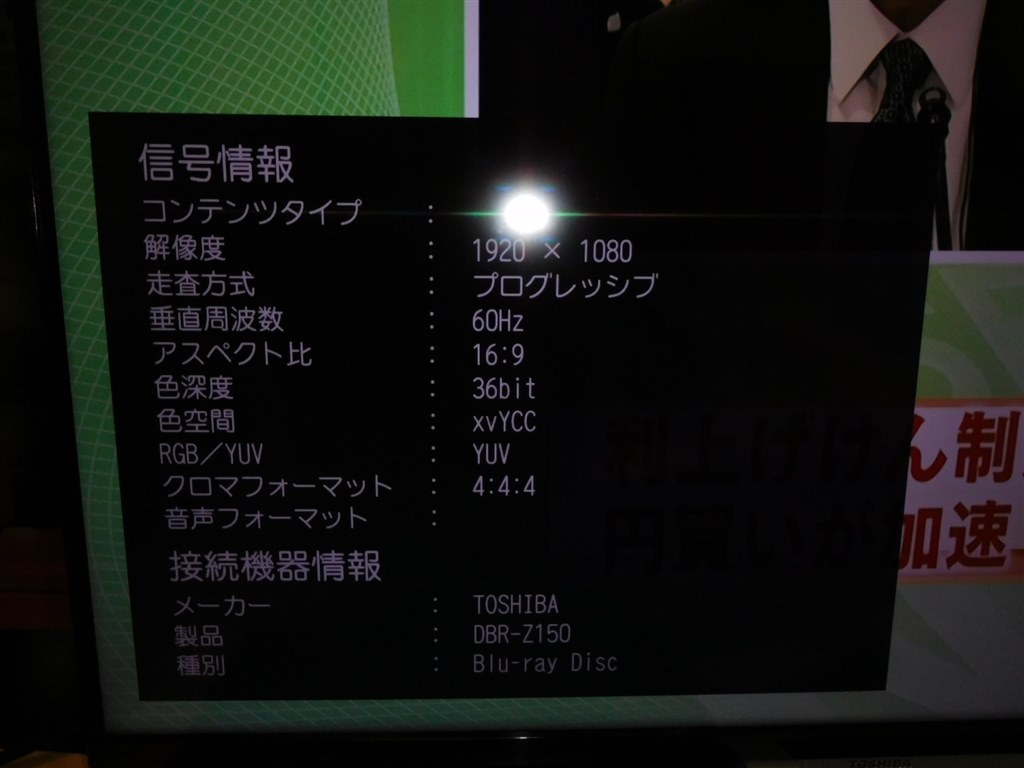 信号情報
コンテンツタイプ :
解像度 : 1920 × 1080
走査方式 : プログレッシブ
垂直周波数 : 60Hz
アスペクト比 : 16:9
色深度 : 36bit
色空間 : xvYCC
RGB／YUV : YUV
クロマフォーマット : 4:4:4
音声フォーマット :
接続機器情報
メーカー : TOSHIBA
製品 : DBR-Z150
種別 : Blu-ray Disc
利上げけん制
円買いが加速
TOSHIBA